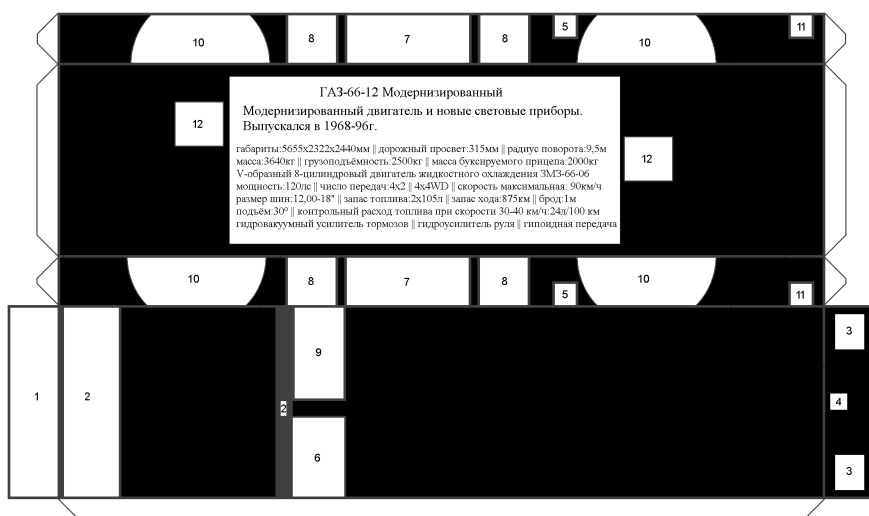 10
8
7
8
5
10
11
12
ГАЗ-66-12 Модернизированный
Модернизированный двигатель и новые световые приборы.
Выпускался в 1968-96г.
габариты:5655х2322х2440мм || дорожный просвет:315мм || радиус поворота:9,5м
масса:3640кг || грузоподъёмность:2500кг || масса буксируемого прицепа:2000кг
V-образный 8-цилиндровый двигатель жидкостного охлаждения ЗМЗ-66-06
мощность:120лс || число передач:4х2 || 4x4WD || скорость максимальная: 90км/ч
размер шин:12,00-18" || запас топлива:2х105л || запас хода:875км || брод:1м
подъём:30° || контрольный расход топлива при скорости 30-40 км/ч:24л/100 км
гидровакуумный усилитель тормозов || гидроусилитель руля || гипоидная передача
12
10
8
7
8
5
10
11
1
2
2
9
6
3
4
3